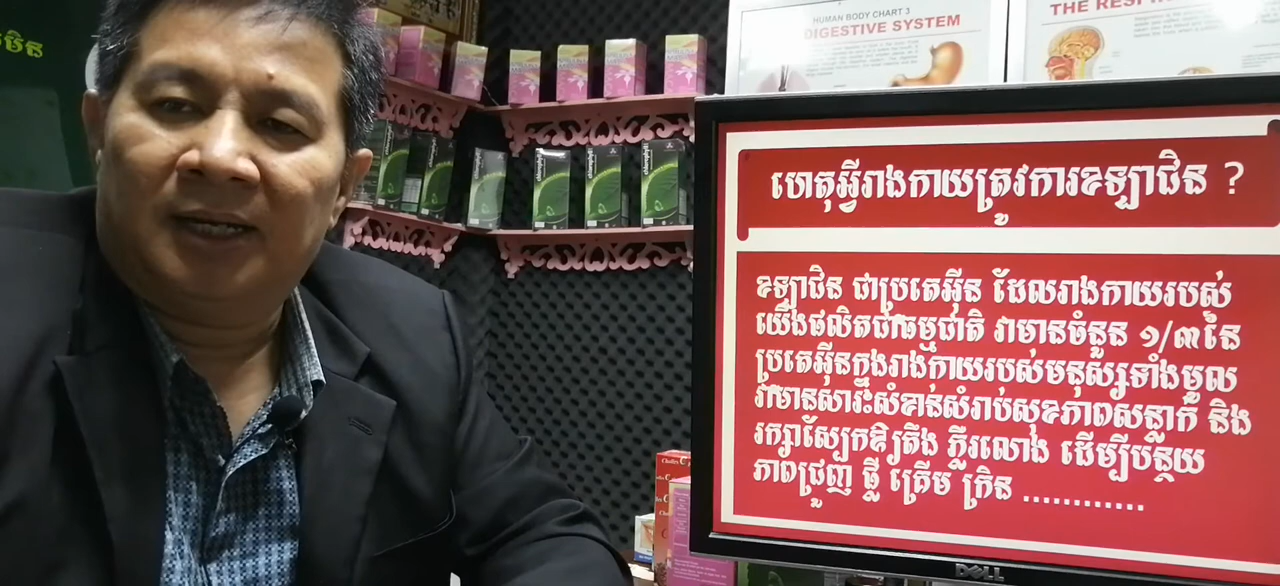 HUMAN BODY CHART 3
DIGESTIVE SYSTEM
THE RESPI
chlorophyll
ហេតុអ្វីរាងកាយត្រូវការខឡាជិន ?
ខឡាជិន ជាប្រូតេអ៊ីន ដែលរាងកាយរបស់
យើងផលិតជាធម្មជាតិ វាមានចំនួន ១/៣នៃ
ប្រូតេអ៊ីនក្នុងរាងកាយរបស់មនុស្សទាំងមូល
វាមានសារៈសំខាន់សំរាប់សុខភាពសន្លាក់ និង
រក្សាស្បែកឱ្យតឹង ភ្លឺរលោង ដើម្បីបន្ថយ
ភាពជ្រួញ ផ្លឺ ត្រើម ក្រិន ............
DELL